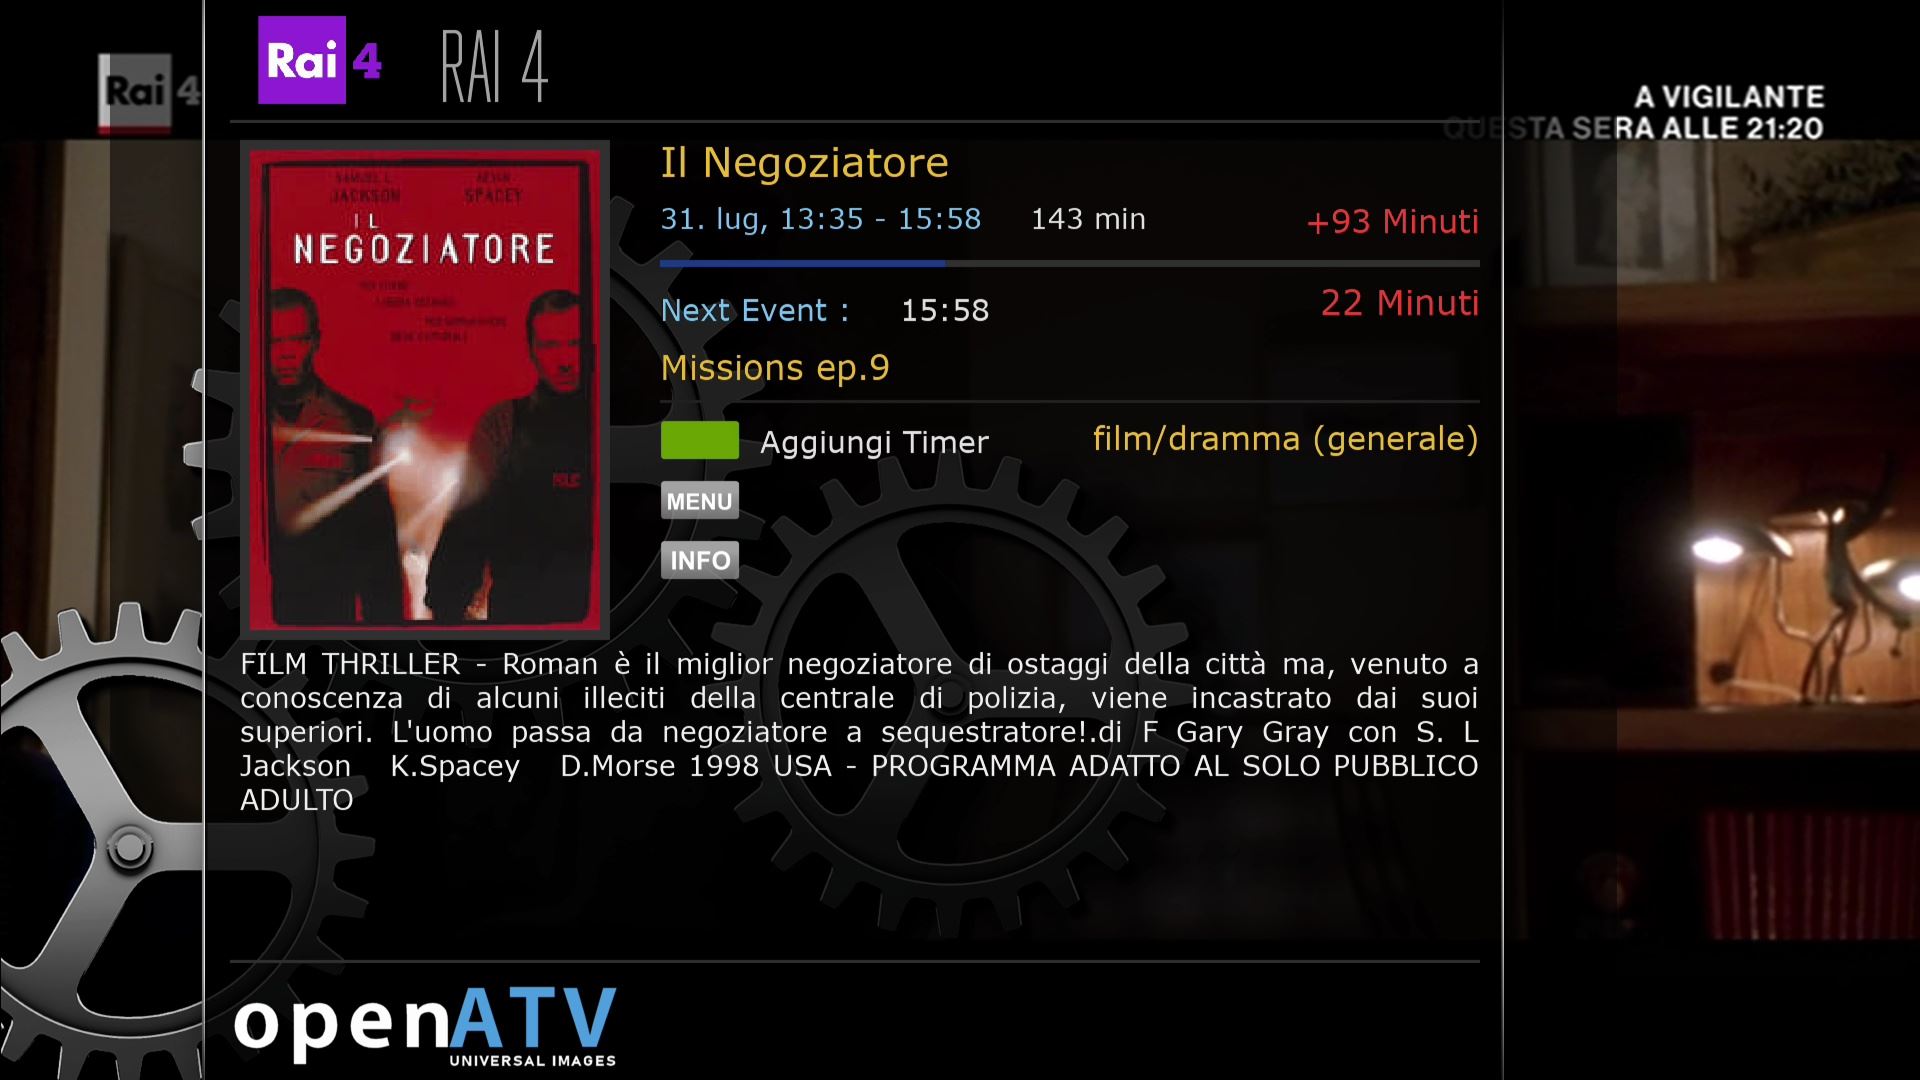 Rai 4
Rai 4 RAI 4
A VIGILANTE
QUESTA SERA ALLE 21:20
SAMUEL L. JACKSON
KEVIN SPACEY
IL
NEGOZIATORE
Il Negoziatore
31. lug, 13:35 - 15:58 143 min +93 Minuti
Next Event : 15:58 22 Minuti
Missions ep.9
Aggiungi Timer film/dramma (generale)
MENU
INFO
FILM THRILLER - Roman è il miglior negoziatore di ostaggi della città ma, venuto a
conoscenza di alcuni illeciti della centrale di polizia, viene incastrato dai suoi
superiori. L'uomo passa da negoziatore a sequestratore!.di F Gary Gray con S. L
Jackson K.Spacey D.Morse 1998 USA - PROGRAMMA ADATTO AL SOLO PUBBLICO
ADULTO
openATV
UNIVERSAL IMAGES